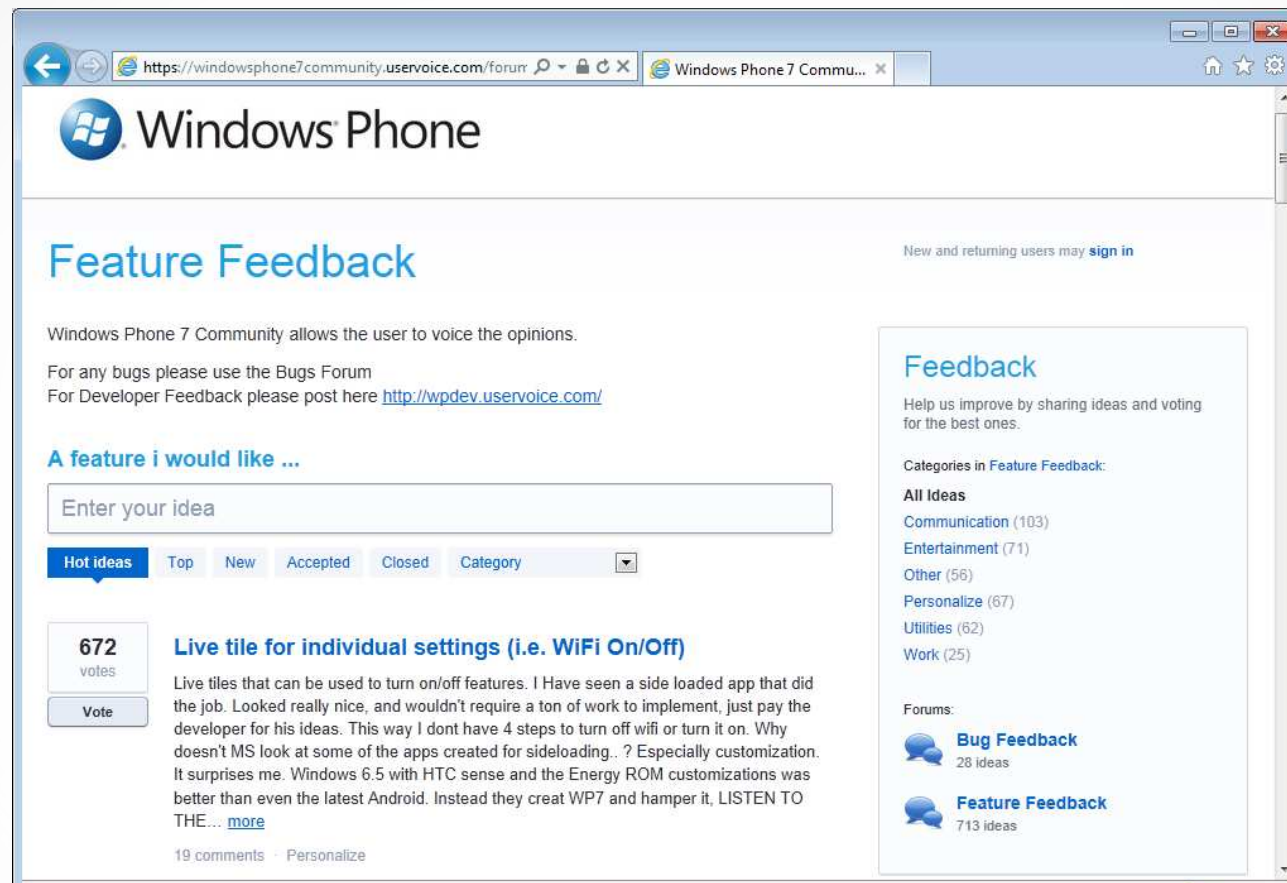 https://windowsphone7community.uservoice.com/forum
Windows Phone 7 Commu...
Windows Phone
Feature Feedback
New and returning users may sign in
Windows Phone 7 Community allows the user to voice the opinions.
For any bugs please use the Bugs Forum
For Developer Feedback please post here http://wpdev.uservoice.com/
A feature i would like ...
Enter your idea
Hot ideas Top New Accepted Closed Category
672
votes
Vote
Live tile for individual settings (i.e. WiFi On/Off)
Live tiles that can be used to turn on/off features. I Have seen a side loaded app that did
the job. Looked really nice, and wouldn't require a ton of work to implement, just pay the
developer for his ideas. This way I dont have 4 steps to turn off wifi or turn it on. Why
doesn't MS look at some of the apps created for sideloading.. ? Especially customization.
It surprises me. Windows 6.5 with HTC sense and the Energy ROM customizations was
better than even the latest Android. Instead they creat WP7 and hamper it, LISTEN TO
THE… more
19 comments · Personalize
Feedback
Help us improve by sharing ideas and voting
for the best ones.
Categories in Feature Feedback:
All Ideas
Communication (103)
Entertainment (71)
Other (56)
Personalize (67)
Utilities (62)
Work (25)
Forums:
Bug Feedback
28 ideas
Feature Feedback
713 ideas